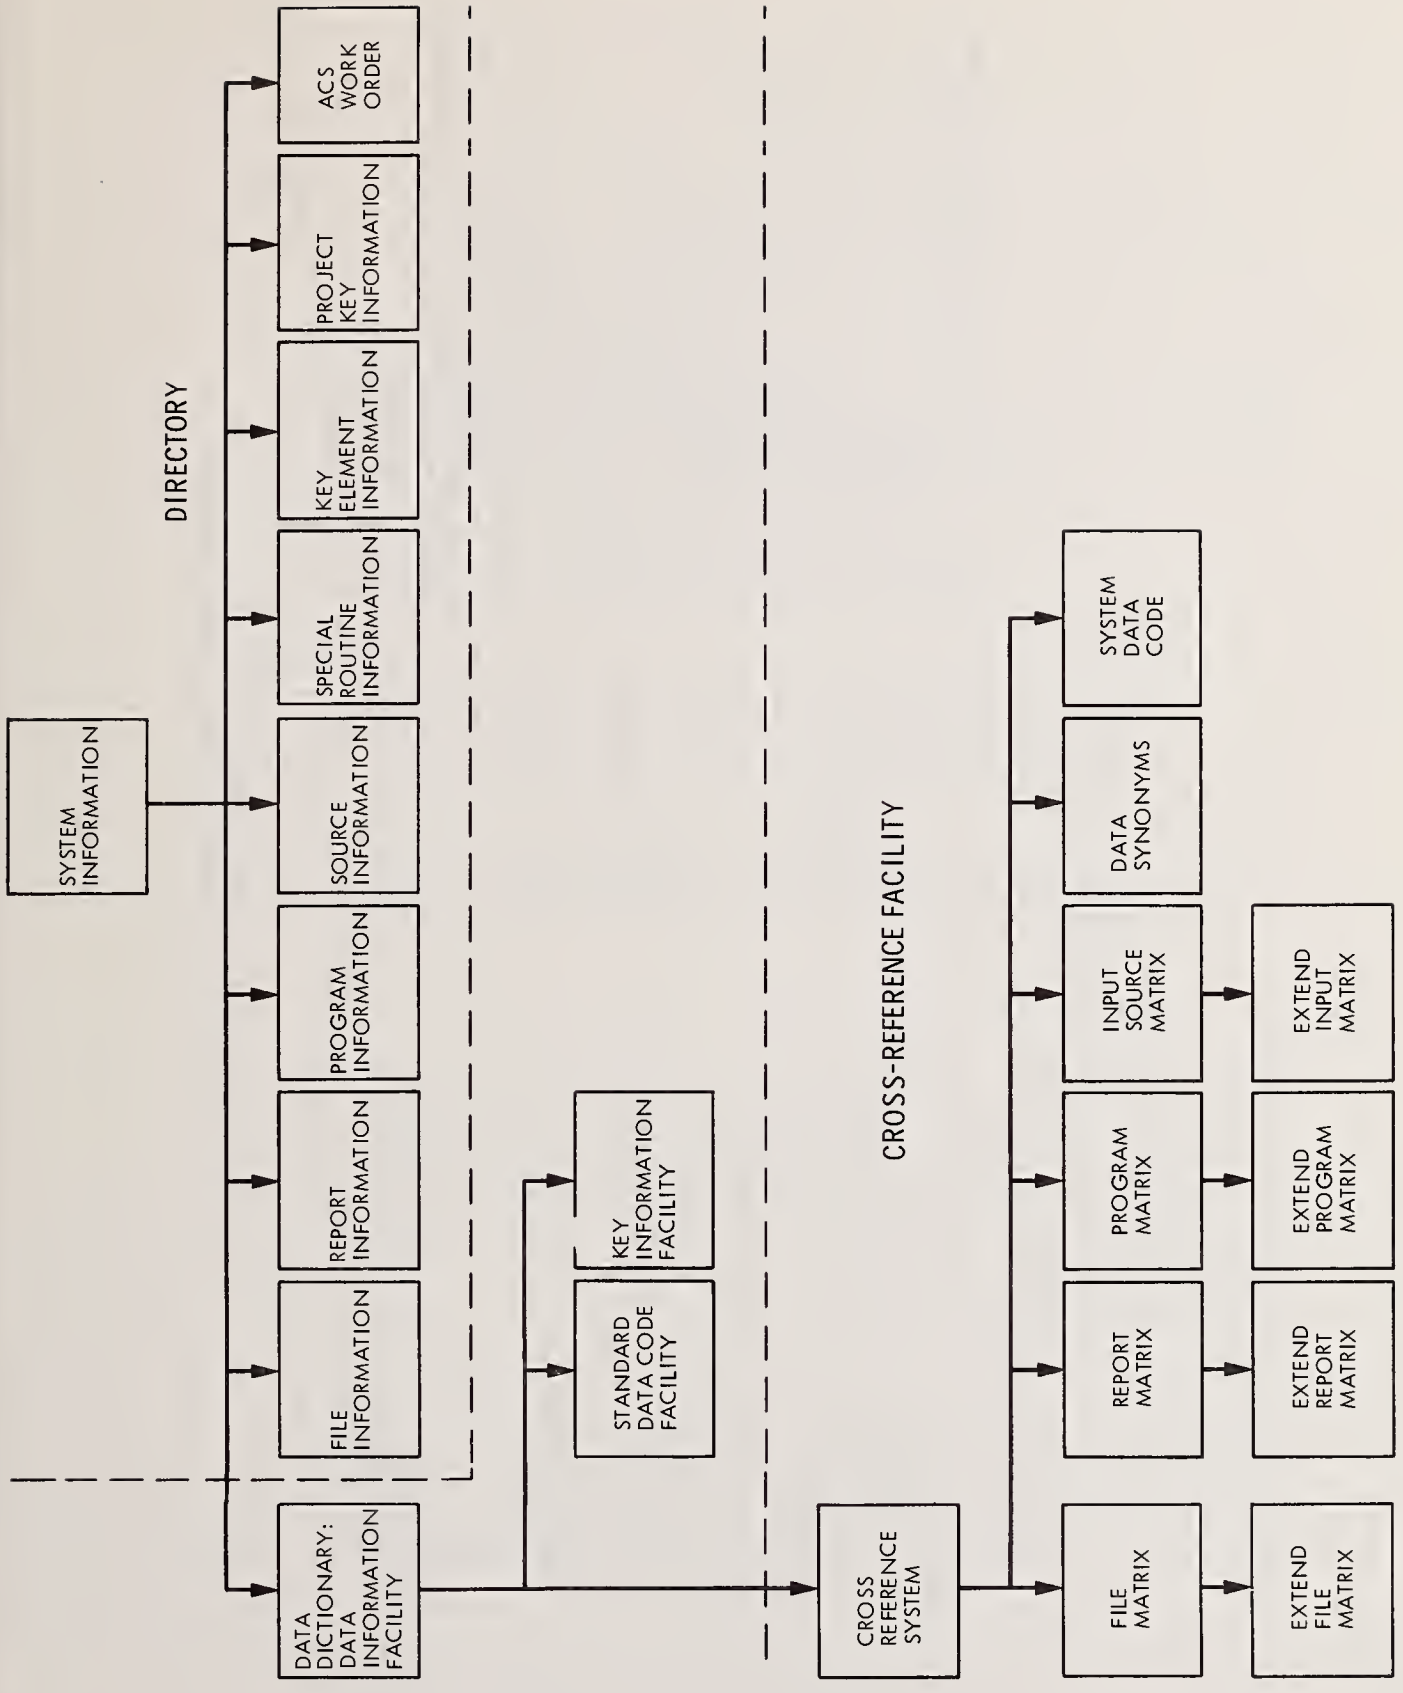 SYSTEM
INFORMATION
DIRECTORY
DATA
DICTIONARY:
DATA
INFORMATION
FACILITY
FILE
INFORMATION
REPORT
INFORMATION
PROGRAM
INFORMATION
SOURCE
INFORMATION
SPECIAL
ROUTINE
INFORMATION
KEY
ELEMENT
INFORMATION
PROJECT
KEY
INFORMATION
ACS
WORK
ORDER
STANDARD
DATA CODE
FACILITY
KEY
INFORMATION
FACILITY
CROSS
REFERENCE
SYSTEM
CROSS-REFERENCE FACILITY
FILE
MATRIX
REPORT
MATRIX
PROGRAM
MATRIX
INPUT
SOURCE
MATRIX
DATA
SYNONYMS
SYSTEM
DATA
CODE
EXTEND
FILE
MATRIX
EXTEND
REPORT
MATRIX
EXTEND
PROGRAM
MATRIX
EXTEND
INPUT
MATRIX